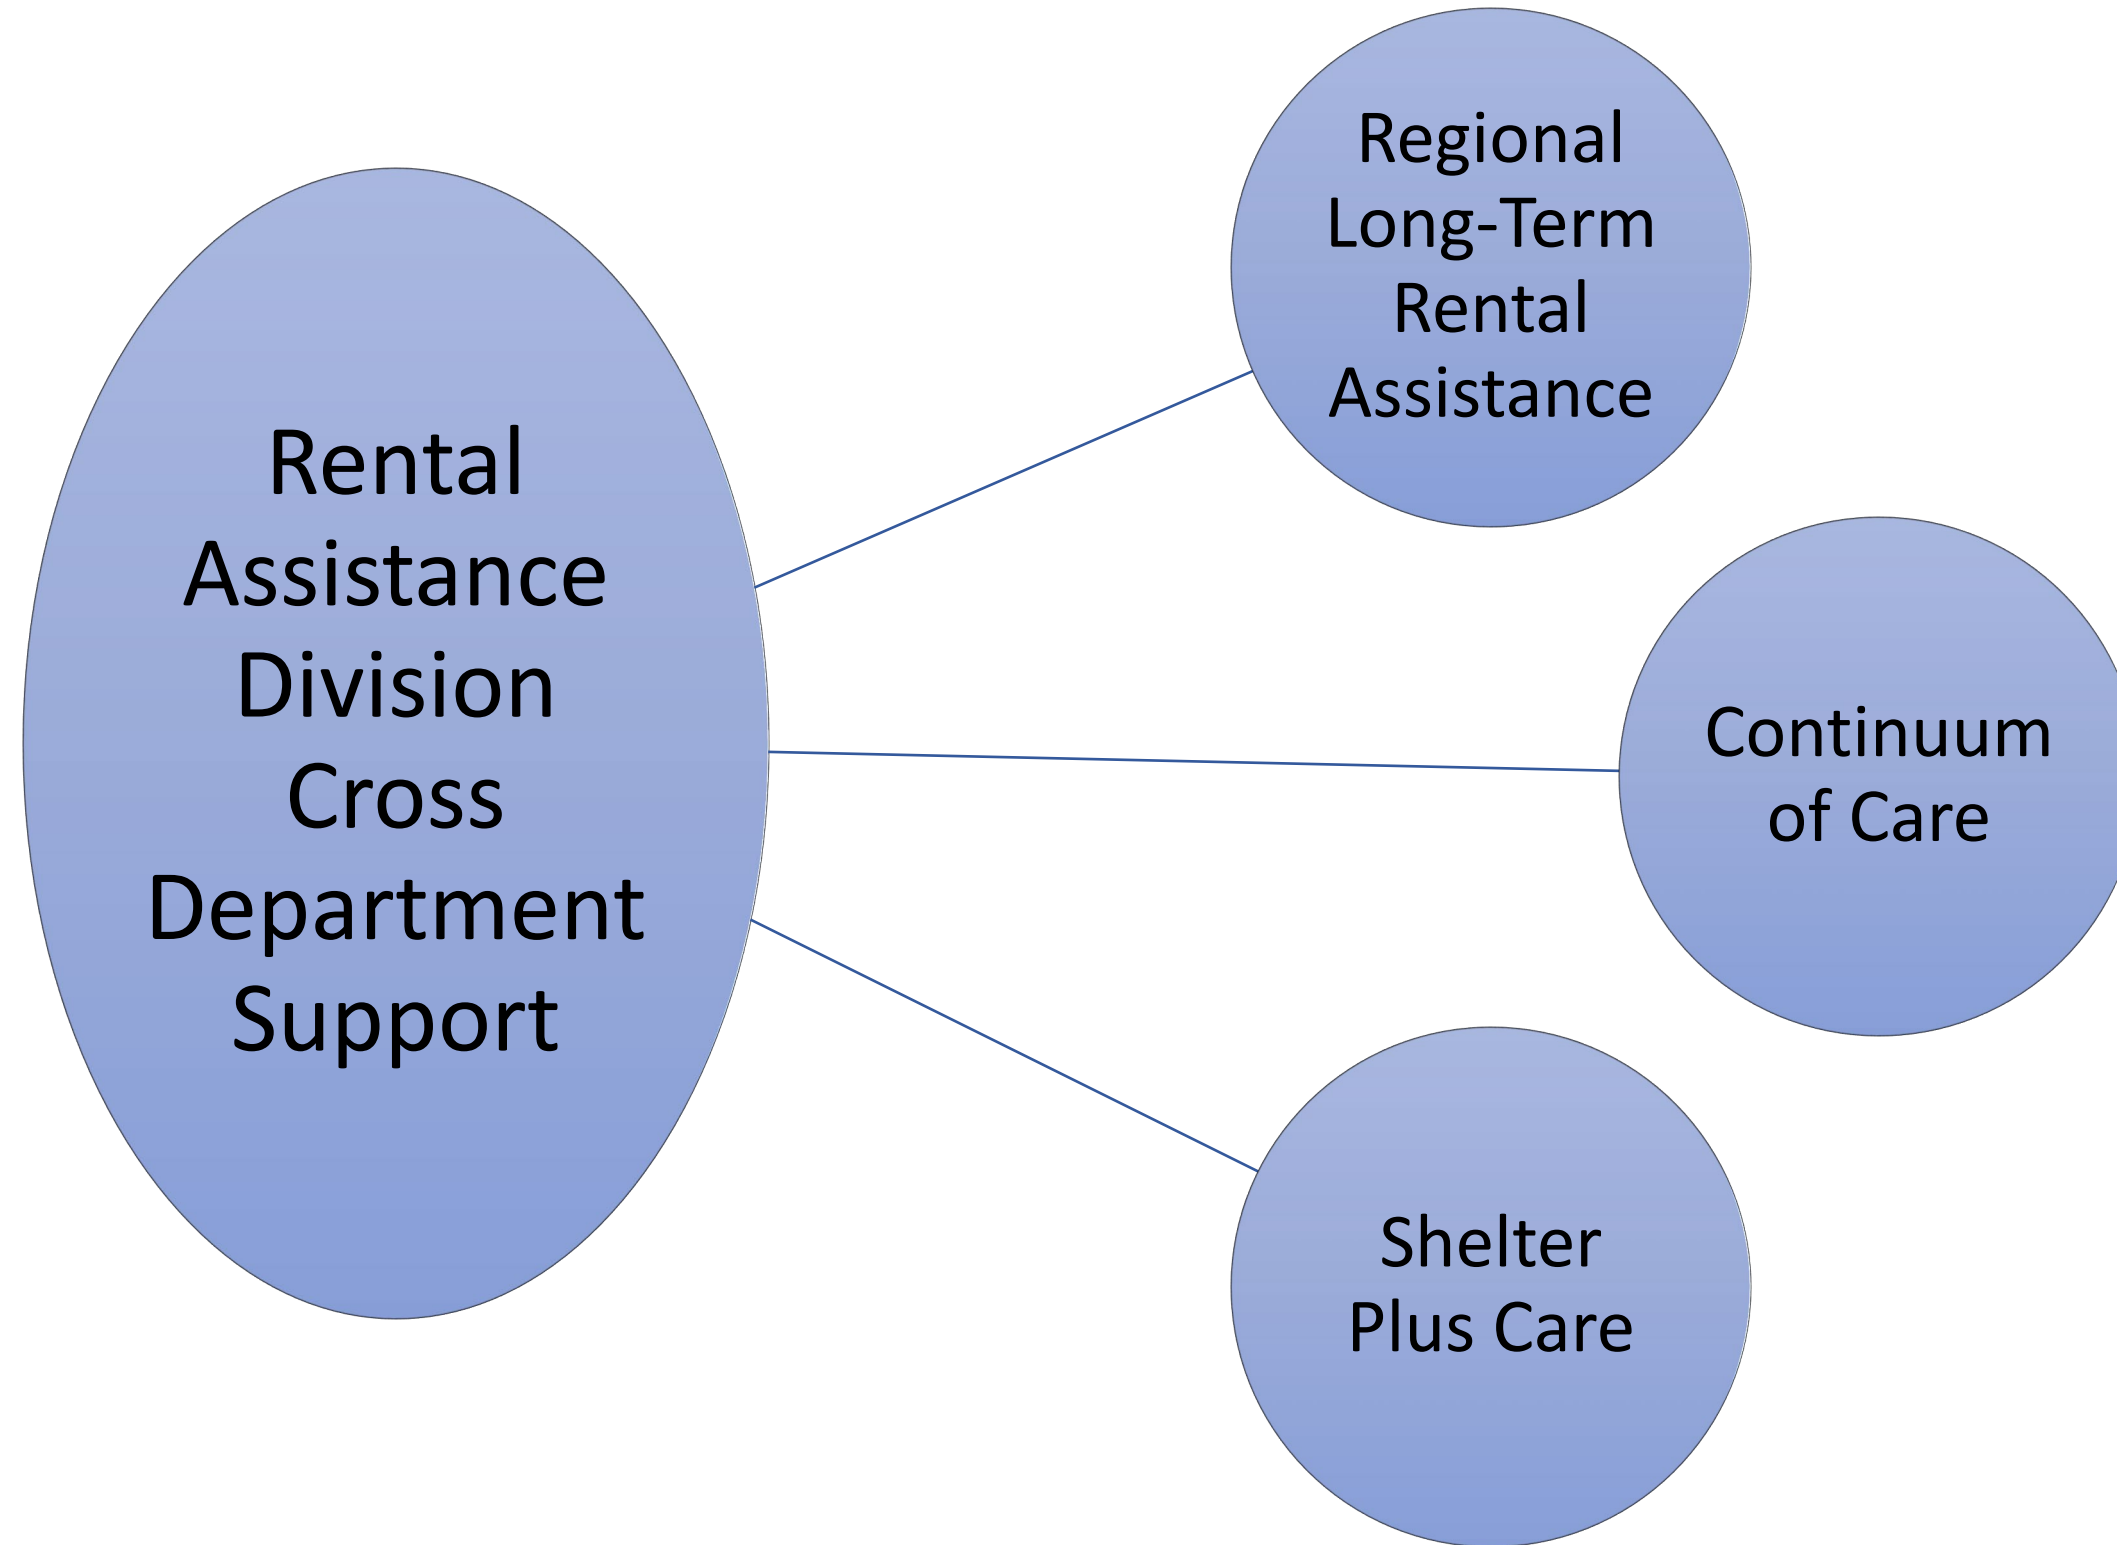 Rental
Assistance
Division
Cross
Department
Support
Regional
Long-Term
Rental
Assistance
Continuum
of Care
Shelter
Plus Care